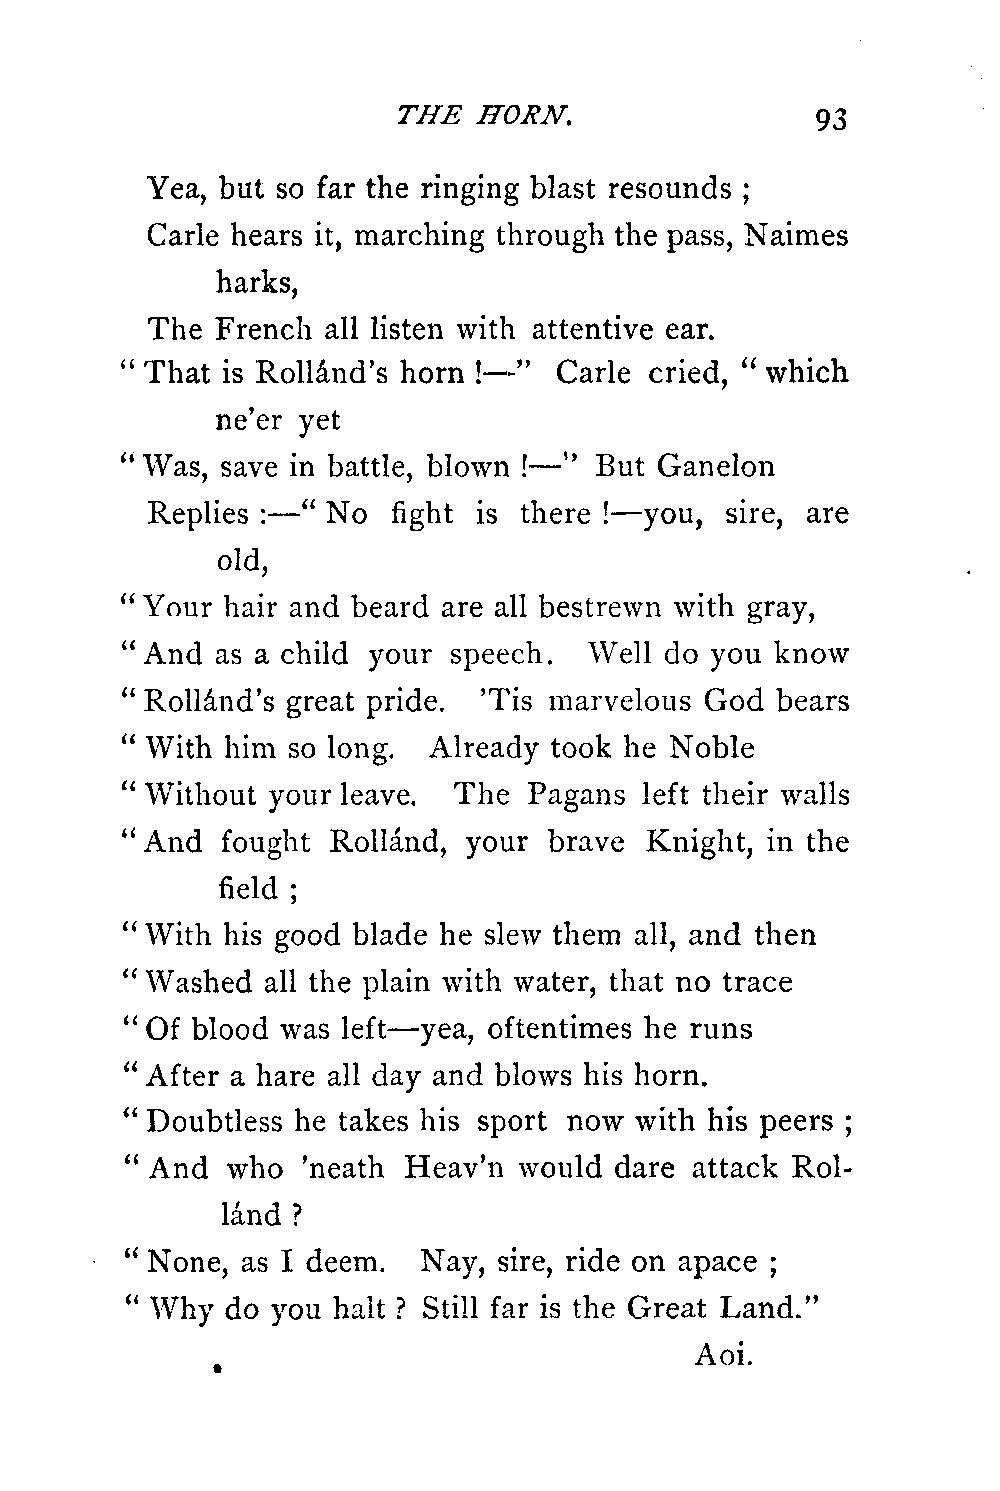 THE HORN. 93
Yea, but so far the ringing blast resounds ;
Carle hears it, marching through the pass, Naimes
harks,
The French all listen with attentive ear.
" That is Rollánd's horn !—" Carle cried, " which
ne'er yet
" Was, save in battle, blown !—" But Ganelon
Replies :—" No fight is there !—you, sire, are
old,
" Your hair and beard are all bestrewn with gray,
" And as a child your speech. Well do you know
" Rollánd's great pride. 'Tis marvelous God bears
" With him so long. Already took he Noble
" Without your leave. The Pagans left their walls
" And fought Rollánd, your brave Knight, in the
field ;
" With his good blade he slew them all, and then
" Washed all the plain with water, that no trace
" Of blood was left—yea, oftentimes he runs
" After a hare all day and blows his horn.
" Doubtless he takes his sport now with his peers ;
" And who 'neath Heav'n would dare attack Rol-
lánd ?
" None, as I deem. Nay, sire, ride on apace ;
" Why do you halt ? Still far is the Great Land."
Aoi.